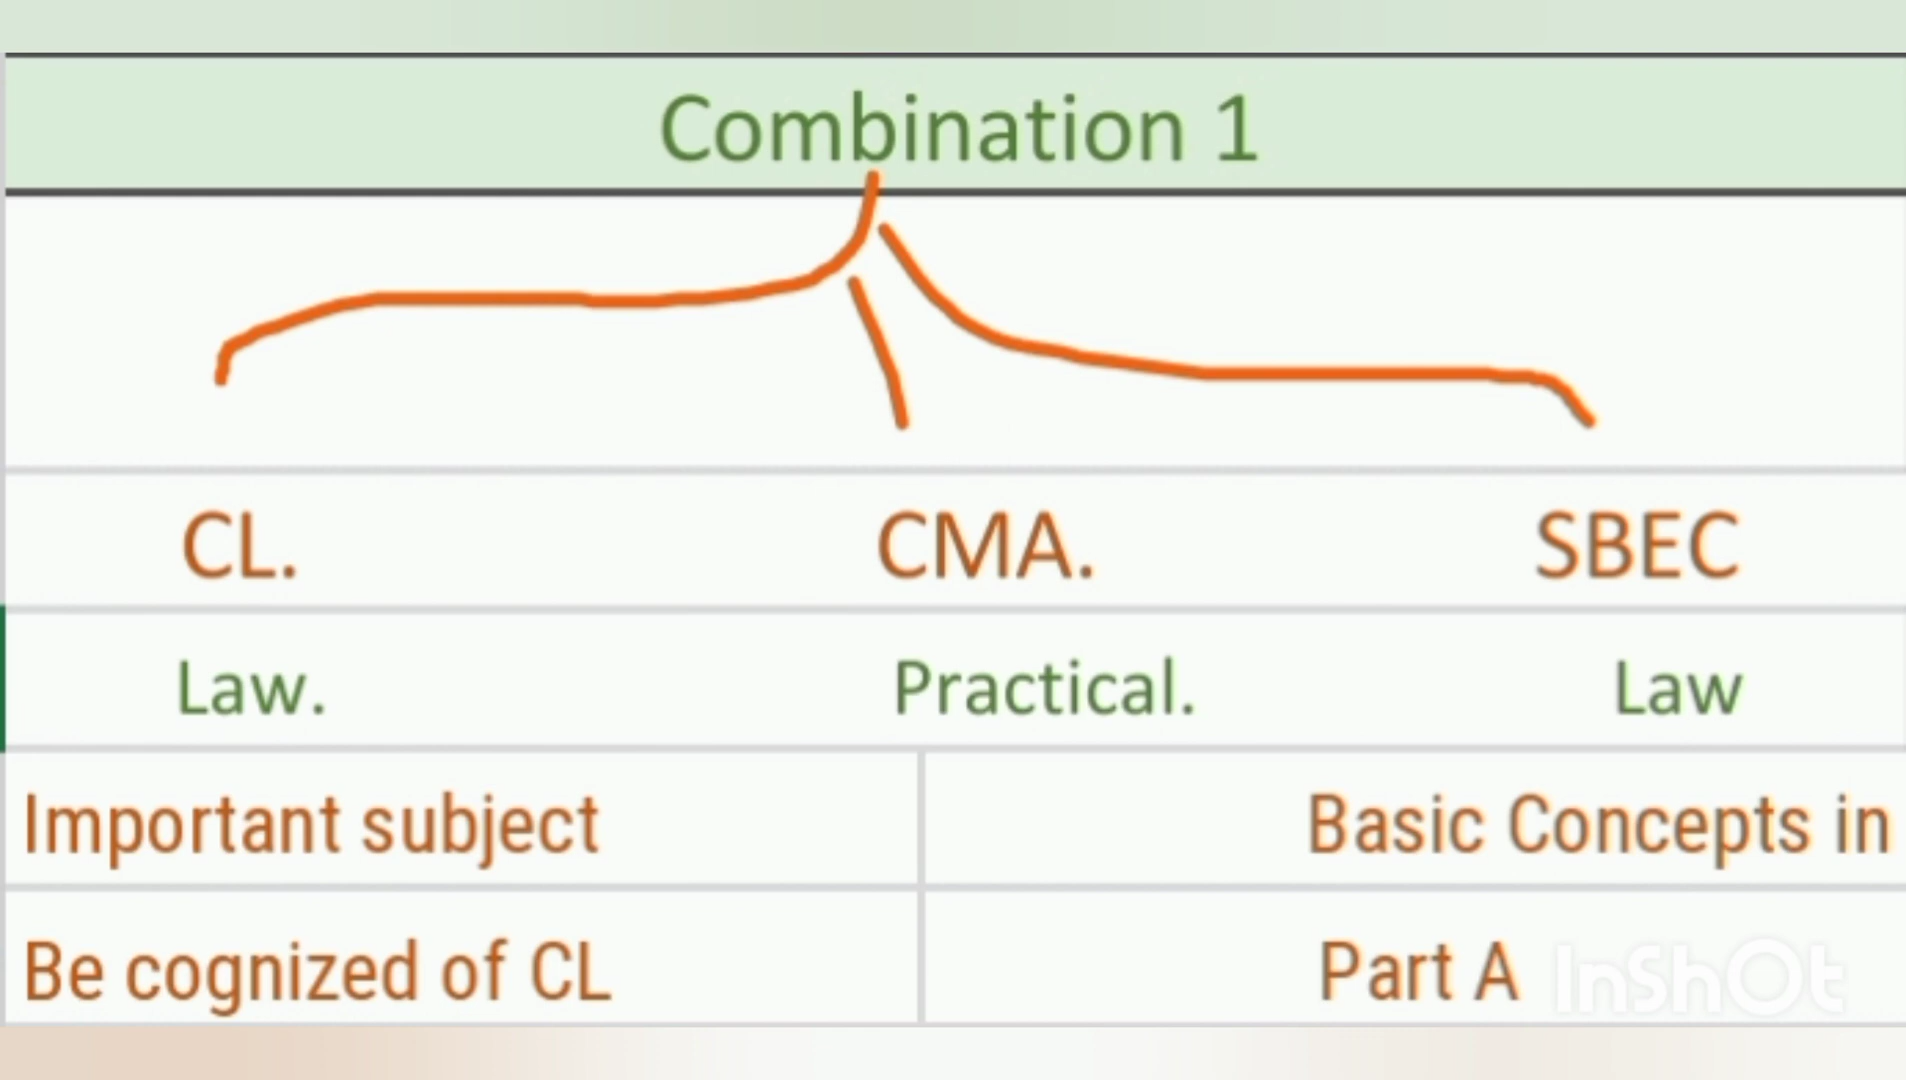 Combination 1
CL. CMA. SBEC
Law. Practical. Law
Important subject Basic Concepts in
Be cognized of CL Part A
InShOt